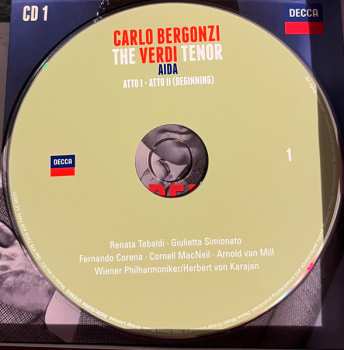 CD 1
DECCA
CARLO BERGONZI
THE VERDI TENOR
AIDA
ATTO I • ATTO II (BEGINNING)
DECCA
1
Renata Tebaldi · Giulietta Simionato
Fernando Corena · Cornell MacNeil · Arnold van Mill
Wiener Philharmoniker/Herbert von Karajan